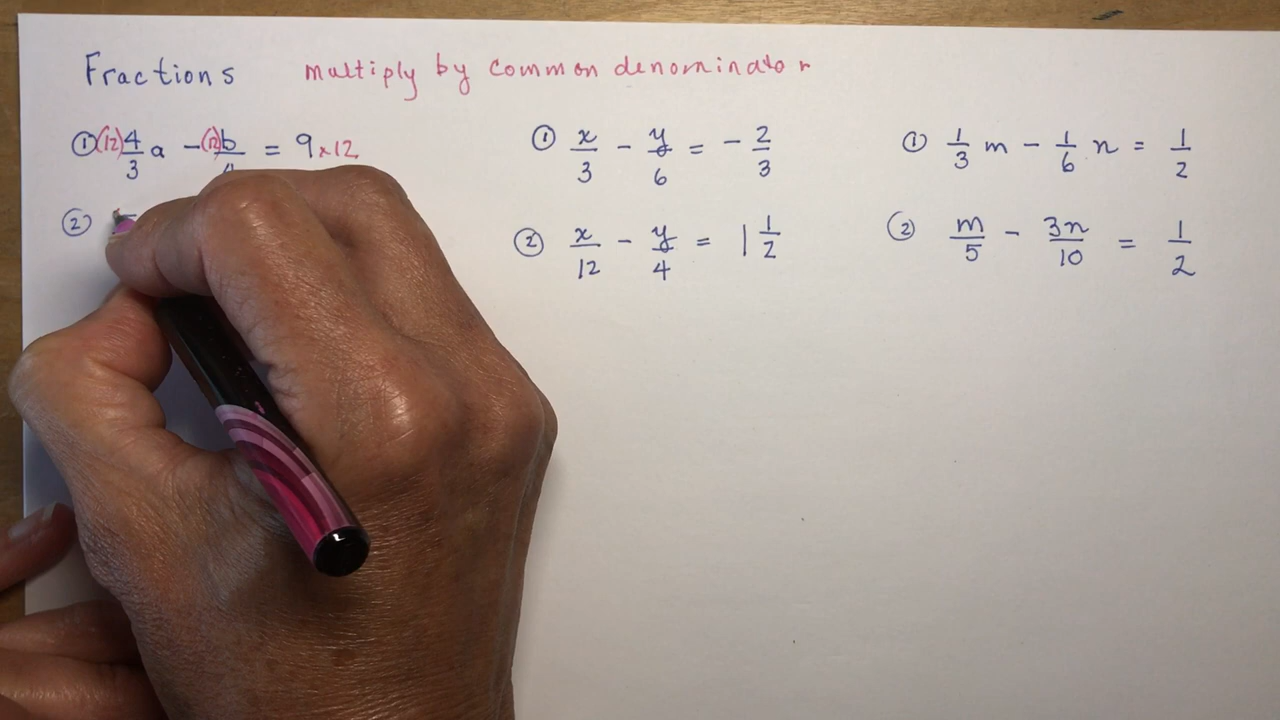 Fractions multiply by common denominator
① (12) 4/3 a - (12) b/4 = 9 x 12
②
① x/3 - y/6 = - 2/3
② x/12 - y/4 = 1 1/2
① 1/3 m - 1/6 n = 1/2
② m/5 - 3n/10 = 1/2